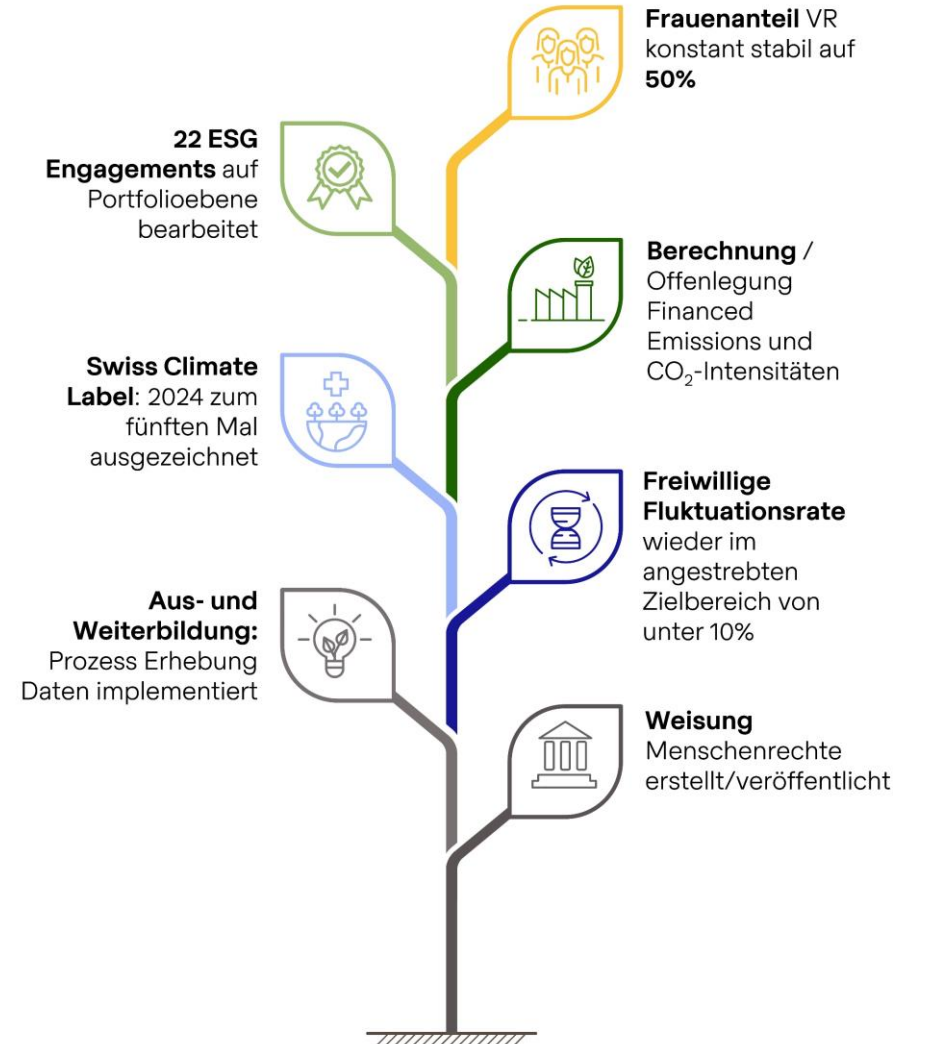 Frauenanteil VR
konstant stabil auf
50%
22 ESG
Engagements auf
Portfolioebene
bearbeitet
Berechnung /
Offenlegung
Financed
Emissions und
CO₂-Intensitäten
Swiss Climate
Label: 2024 zum
fünften Mal
ausgezeichnet
Freiwillige
Fluktuationsrate
wieder im
angestrebten
Zielbereich von
unter 10%
Aus- und
Weiterbildung:
Prozess Erhebung
Daten implementiert
Weisung
Menschenrechte
erstellt/veröffentlicht